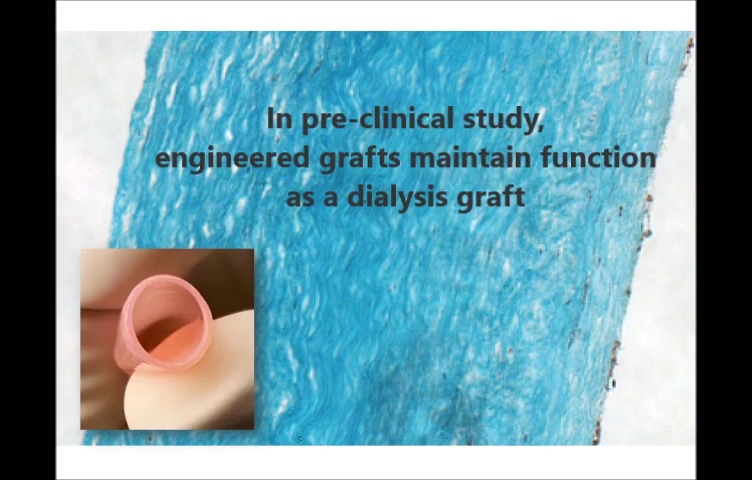 In pre-clinical study,
engineered grafts maintain function
as a dialysis graft